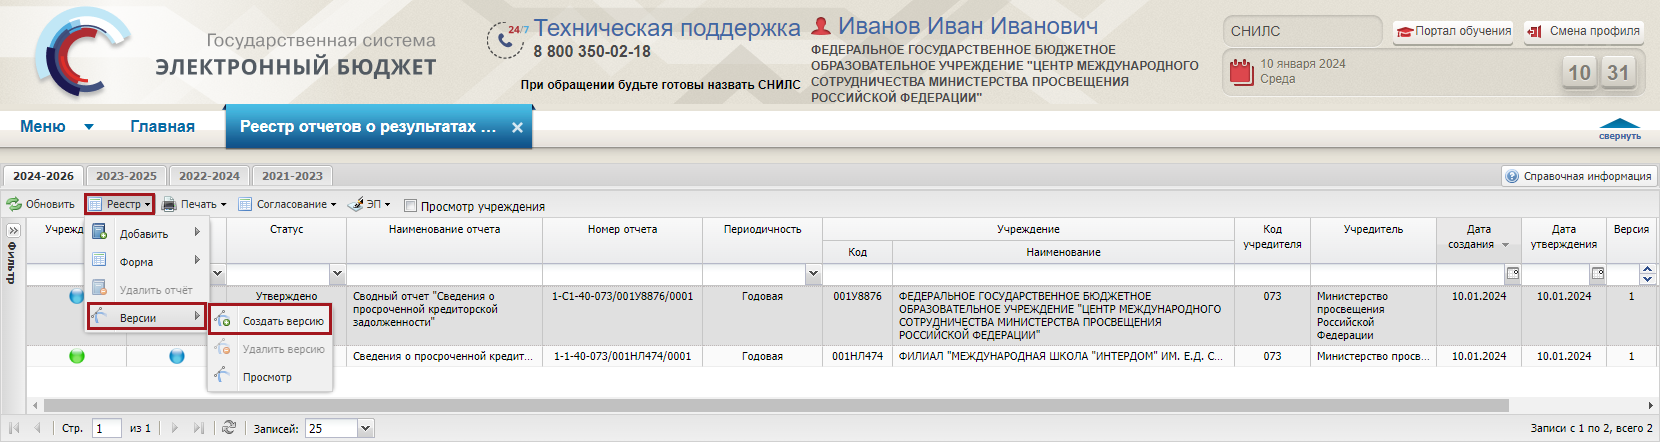 Государственная система
ЭЛЕКТРОННЫЙ БЮДЖЕТ
24/7
Техническая поддержка
8 800 350-02-18
При обращении будьте готовы назвать СНИЛС
Иванов Иван Иванович
ФЕДЕРАЛЬНОЕ ГОСУДАРСТВЕННОЕ БЮДЖЕТНОЕ
ОБРАЗОВАТЕЛЬНОЕ УЧРЕЖДЕНИЕ "ЦЕНТР МЕЖДУНАРОДНОГО
СОТРУДНИЧЕСТВА МИНИСТЕРСТВА ПРОСВЕЩЕНИЯ
РОССИЙСКОЙ ФЕДЕРАЦИИ"
СНИЛС
Портал обучения
Смена профиля
10 января 2024
Среда
10 31
Меню
Главная
Реестр отчетов о результатах ...
свернуть
2024-2026
2023-2025
2022-2024
2021-2023
Справочная информация
Обновить
Реестр
Печать
Согласование
ЭП
Просмотр учреждения
Фильтр
Учрежд
Статус
Наименование отчета
Номер отчета
Периодичность
Учреждение
Код
Наименование
Код
учредителя
Учредитель
Дата
создания
Дата
утверждения
Версия
Добавить
Форма
Удалить отчёт
Версии
Создать версию
Удалить версию
Просмотр
Утверждено
Сводный отчет "Сведения о
просроченной кредиторской
задолженности"
1-С1-40-073/001У8876/0001
Годовая
001У8876
ФЕДЕРАЛЬНОЕ ГОСУДАРСТВЕННОЕ БЮДЖЕТНОЕ
ОБРАЗОВАТЕЛЬНОЕ УЧРЕЖДЕНИЕ "ЦЕНТР МЕЖДУНАРОДНОГО
СОТРУДНИЧЕСТВА МИНИСТЕРСТВА ПРОСВЕЩЕНИЯ
РОССИЙСКОЙ ФЕДЕРАЦИИ"
073
Министерство
просвещения
Российской
Федерации
10.01.2024
10.01.2024
1
Сведения о просроченной кредит...
1-1-40-073/001НЛ474/0001
Годовая
001НЛ474
ФИЛИАЛ "МЕЖДУНАРОДНАЯ ШКОЛА "ИНТЕРДОМ" ИМ. Е.Д. С...
073
Министерство просв...
10.01.2024
10.01.2024
1
Стр. 1 из 1
Записей: 25
Записи с 1 по 2, всего 2